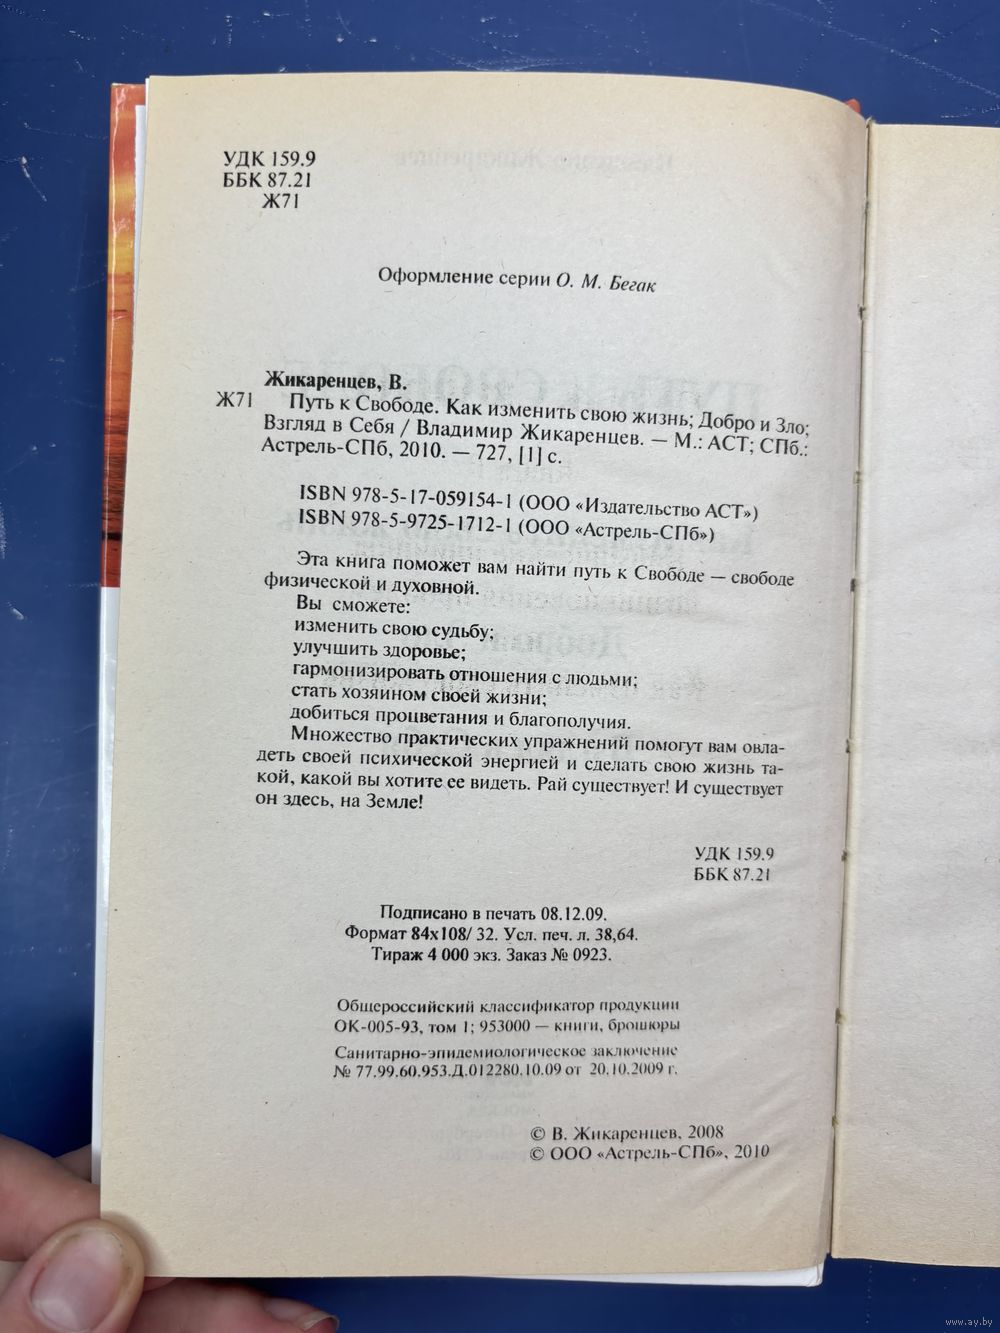 УДК 159.9
ББК 87.21
Ж71
Оформление серии О. М. Бегак
Жикаренцев, В.
Ж71 Путь к Свободе. Как изменить свою жизнь; Добро и Зло;
Взгляд в Себя / Владимир Жикаренцев. — М.: АСТ; СПб.:
Астрель-СПб, 2010. — 727, [1] с.
ISBN 978-5-17-059154-1 (ООО «Издательство АСТ»)
ISBN 978-5-9725-1712-1 (ООО «Астрель-СПб»)
Эта книга поможет вам найти путь к Свободе — свободе
физической и духовной.
Вы сможете:
изменить свою судьбу;
улучшить здоровье;
гармонизировать отношения с людьми;
стать хозяином своей жизни;
добиться процветания и благополучия.
Множество практических упражнений помогут вам овла-
деть своей психической энергией и сделать свою жизнь та-
кой, какой вы хотите ее видеть. Рай существует! И существует
он здесь, на Земле!
УДК 159.9
ББК 87.21
Подписано в печать 08.12.09.
Формат 84х108/ 32. Усл. печ. л. 38,64.
Тираж 4 000 экз. Заказ № 0923.
Общероссийский классификатор продукции
ОК-005-93, том 1; 953000 — книги, брошюры
Санитарно-эпидемиологическое заключение
№ 77.99.60.953.Д.012280.10.09 от 20.10.2009 г.
© В. Жикаренцев, 2008
© ООО «Астрель-СПб», 2010
www.ay.by